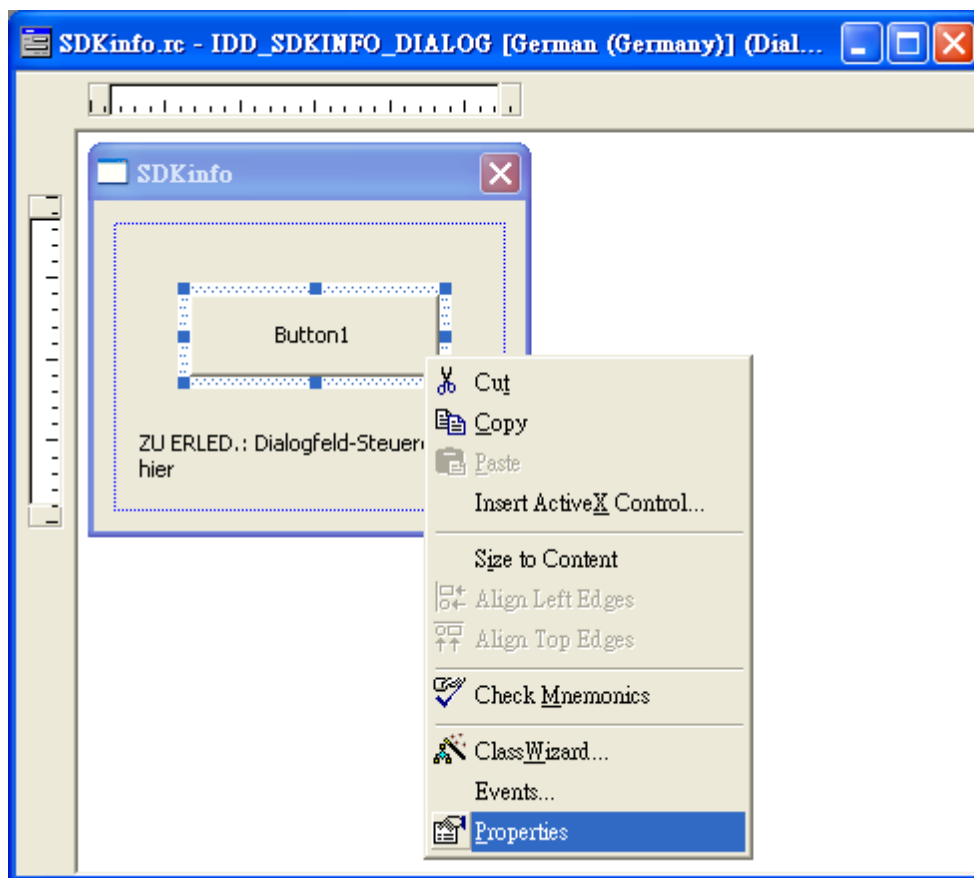 SDKinfo.rc - IDD_SDKINFO_DIALOG [German (Germany)] (Dial...
SDKinfo
Button1
ZU ERLED.: Dialogfeld-Steuer
hier
Cut
Copy
Paste
Insert ActiveX Control...
Size to Content
Align Left Edges
Align Top Edges
Check Mnemonics
ClassWizard...
Events...
Properties